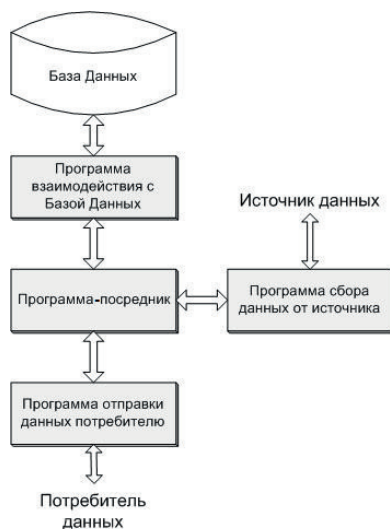 База Данных
Программа
взаимодействия с
Базой Данных
Источник данных
Программа-посредник
Программа сбора
данных от источника
Программа отправки
данных потребителю
Потребитель
данных